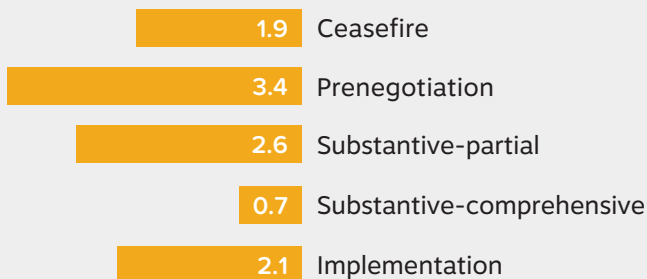 1.9 Ceasefire
3.4 Prenegotiation
2.6 Substantive-partial
0.7 Substantive-comprehensive
2.1 Implementation